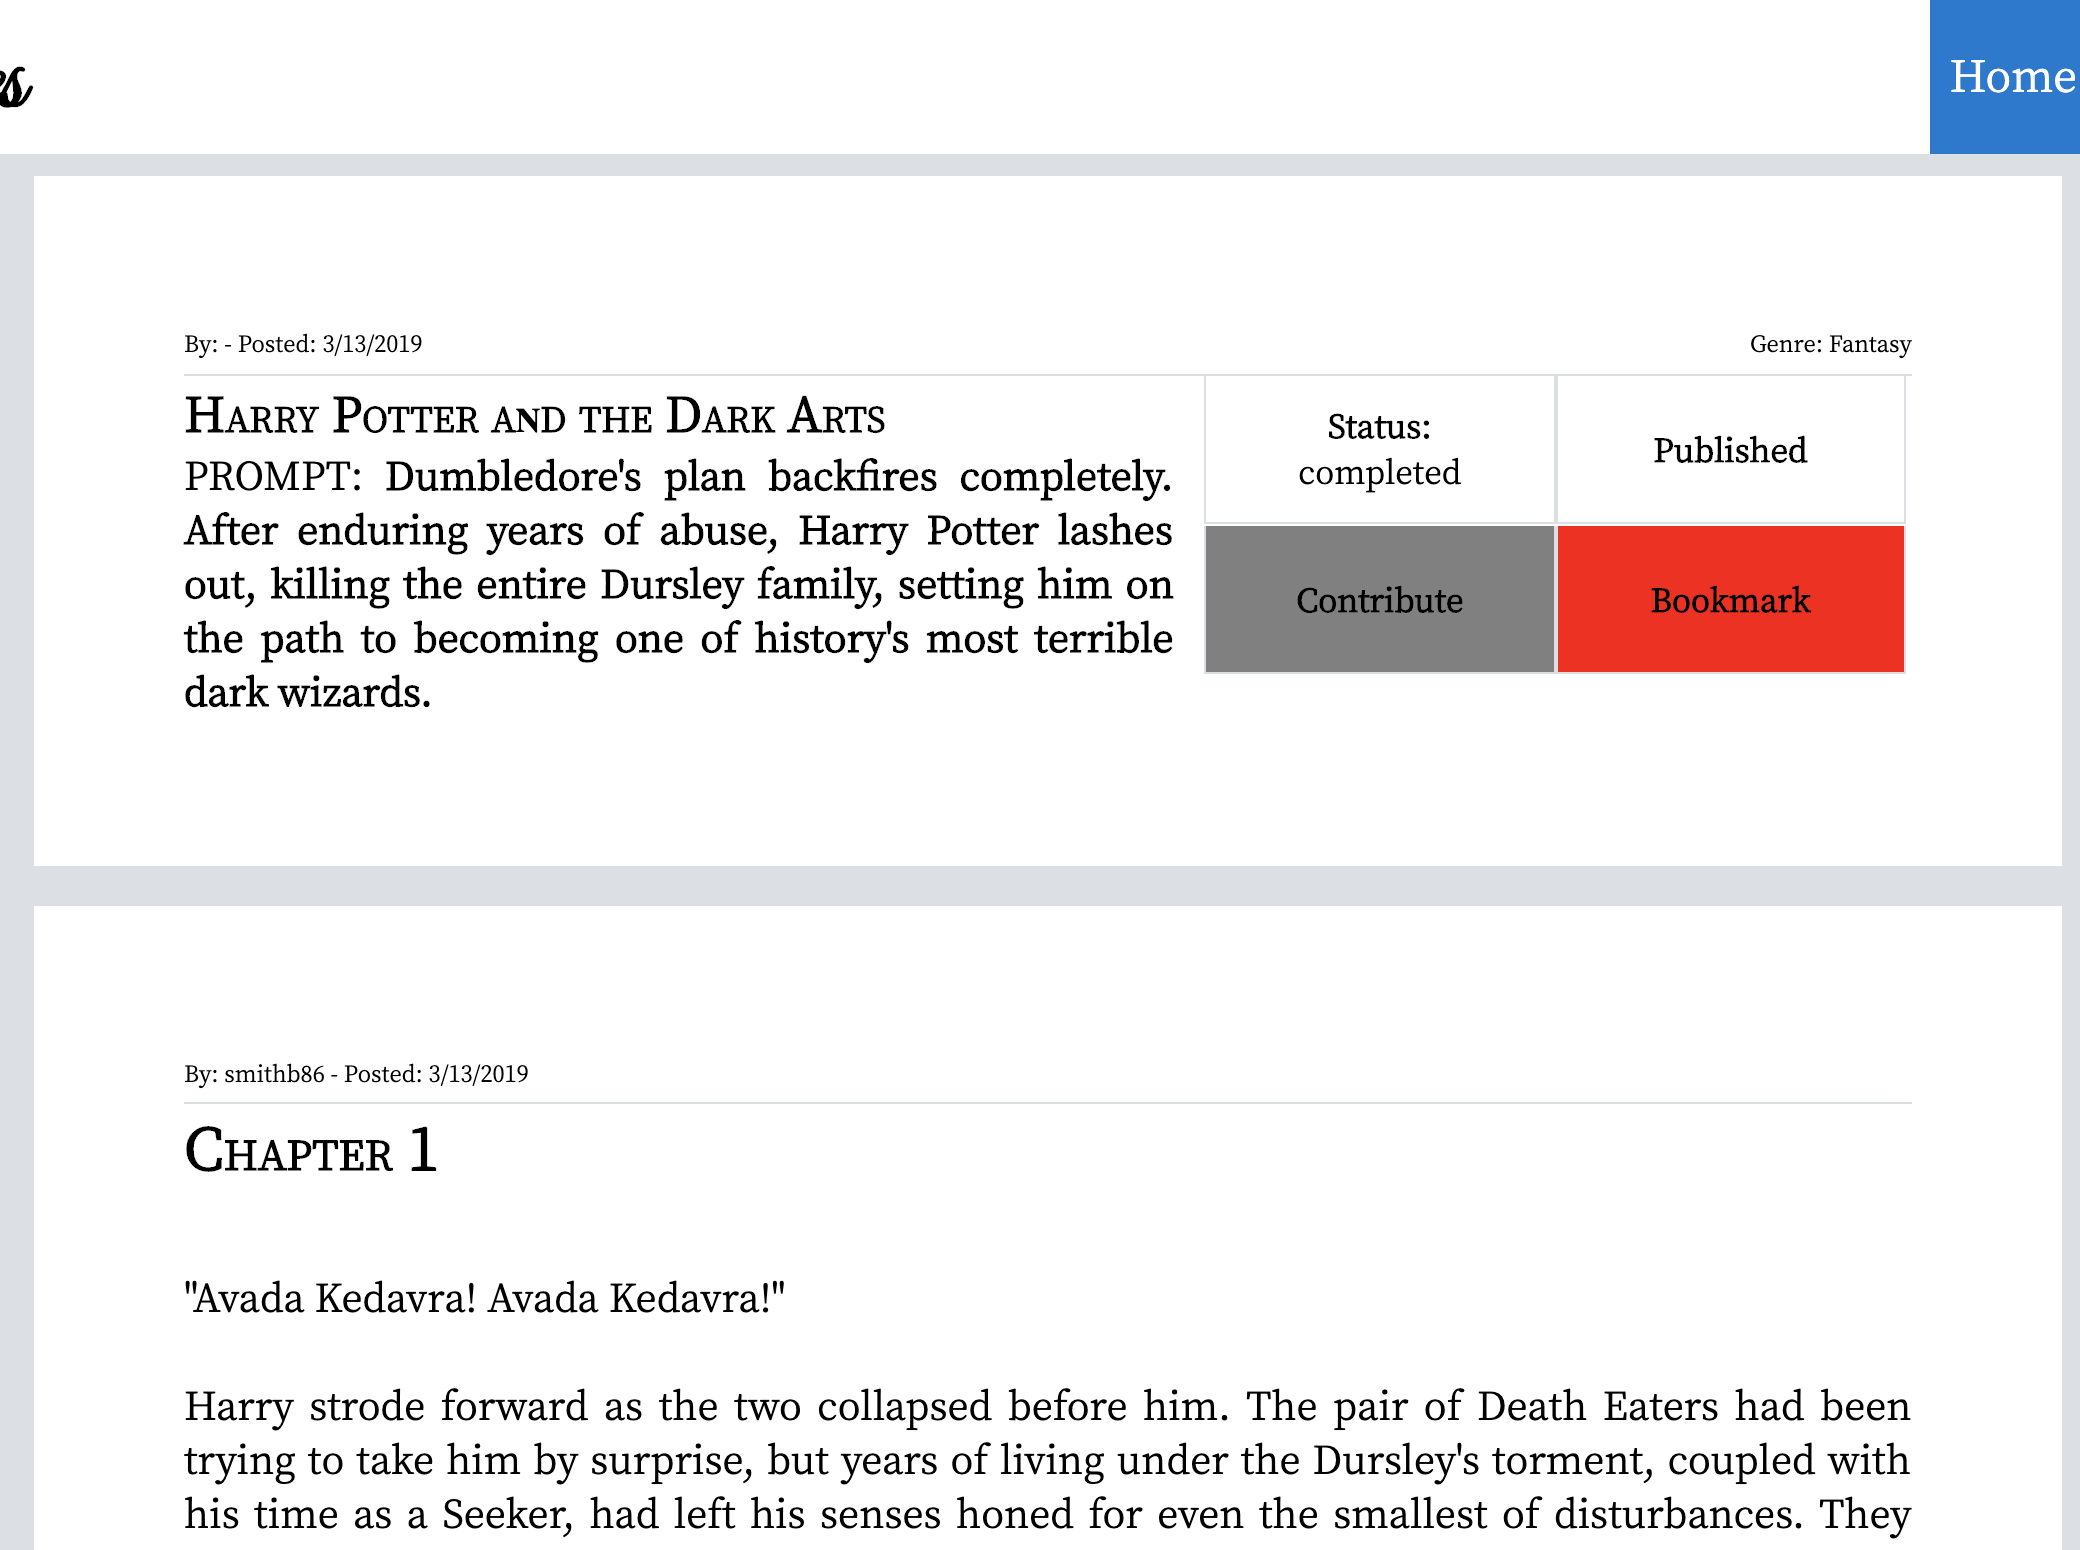 Home
By: - Posted: 3/13/2019
Genre: Fantasy
Harry Potter and the Dark Arts
PROMPT: Dumbledore's plan backfires completely.
After enduring years of abuse, Harry Potter lashes
out, killing the entire Dursley family, setting him on
the path to becoming one of history's most terrible
dark wizards.
Status:
completed
Published
Contribute
Bookmark
By: smithb86 - Posted: 3/13/2019
Chapter 1
"Avada Kedavra! Avada Kedavra!"
Harry strode forward as the two collapsed before him. The pair of Death Eaters had been
trying to take him by surprise, but years of living under the Dursley's torment, coupled with
his time as a Seeker, had left his senses honed for even the smallest of disturbances. They